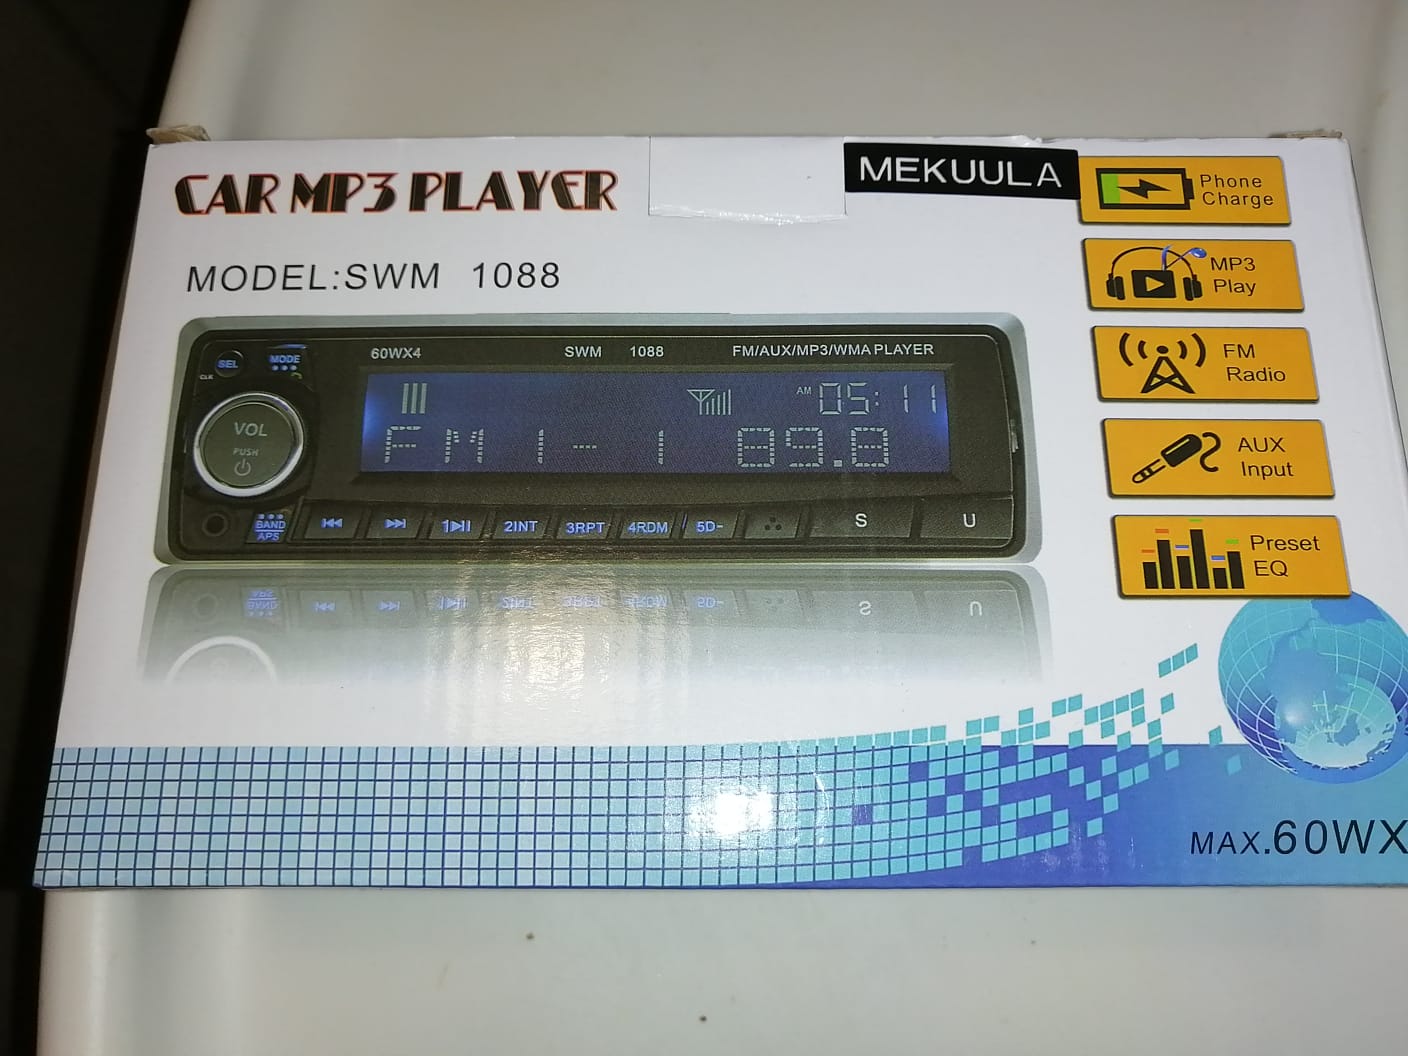 CAR MP3 PLAYER
MEKUULA
MODEL:SWM 1088
Phone
Charge
MP3
Play
FM
Radio
AUX
Input
Preset
EQ
60WX4
SWM 1088
FM/AUX/MP3/WMA PLAYER
SEL
CLK
MODE
AM 05:11
FM 1-1 89.8
VOL
PUSH
BAND
APS
1
2INT
3RPT
4RDM
5D-
S
U
MAX.60WX